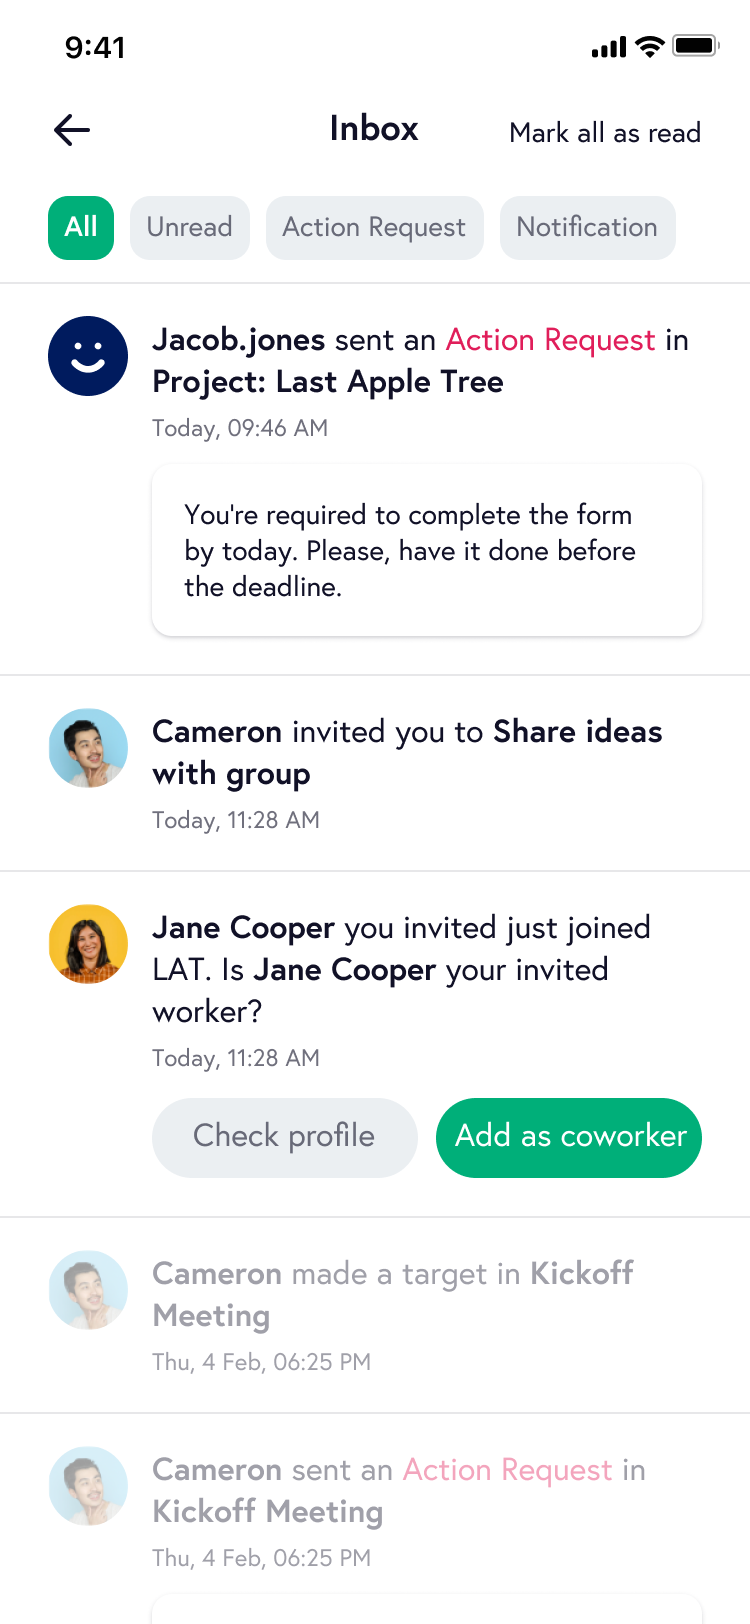 9:41
Inbox
Mark all as read
All
Unread
Action Request
Notification
Jacob.jones sent an Action Request in
Project: Last Apple Tree
Today, 09:46 AM
You're required to complete the form
by today. Please, have it done before
the deadline.
Cameron invited you to Share ideas
with group
Today, 11:28 AM
Jane Cooper you invited just joined
LAT. Is Jane Cooper your invited
worker?
Today, 11:28 AM
Check profile
Add as coworker
Cameron made a target in Kickoff
Meeting
Thu, 4 Feb, 06:25 PM
Cameron sent an Action Request in
Kickoff Meeting
Thu, 4 Feb, 06:25 PM